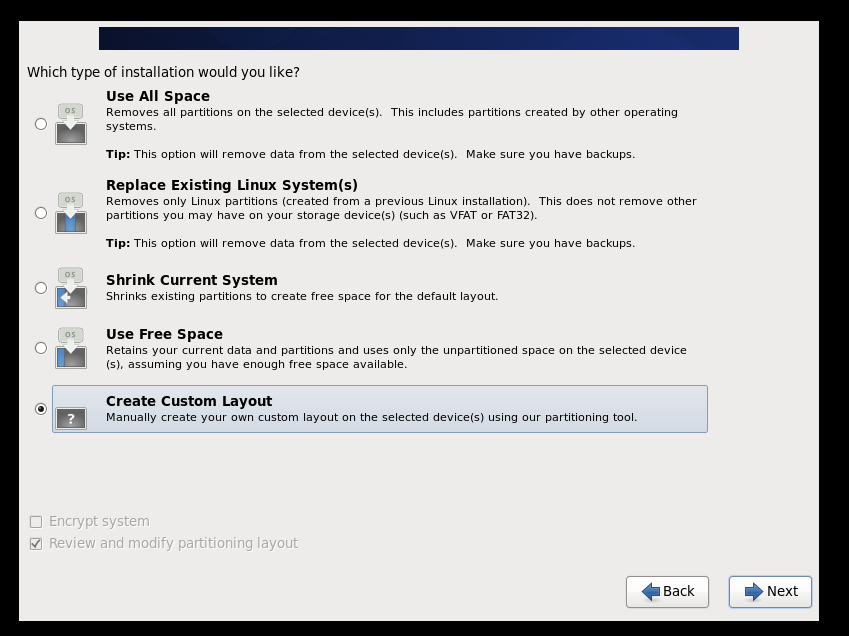 Which type of installation would you like?
OS
Use All Space
Removes all partitions on the selected device(s).  This includes partitions created by other operating
systems.
Tip: This option will remove data from the selected device(s).  Make sure you have backups.
OS
Replace Existing Linux System(s)
Removes only Linux partitions (created from a previous Linux installation).  This does not remove other
partitions you may have on your storage device(s) (such as VFAT or FAT32).
Tip: This option will remove data from the selected device(s).  Make sure you have backups.
OS
Shrink Current System
Shrinks existing partitions to create free space for the default layout.
OS
Use Free Space
Retains your current data and partitions and uses only the unpartitioned space on the selected device
(s), assuming you have enough free space available.
?
Create Custom Layout
Manually create your own custom layout on the selected device(s) using our partitioning tool.
Encrypt system
Review and modify partitioning layout
Back
Next